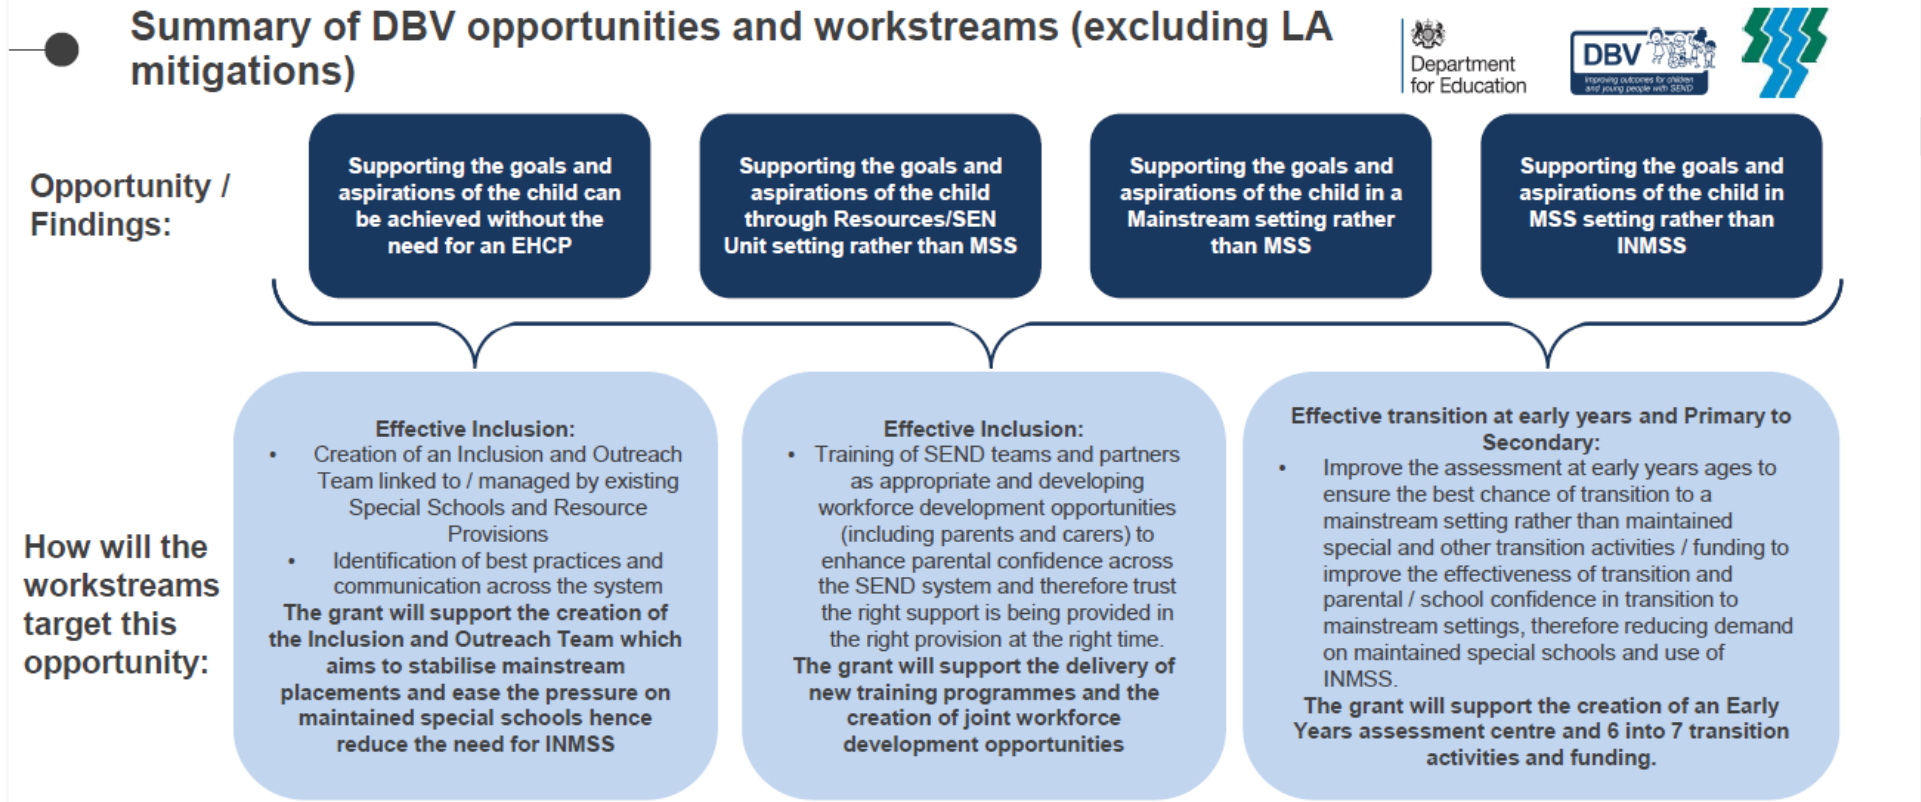 Summary of DBV opportunities and workstreams (excluding LA
mitigations)
Department
for Education
DBV
Improving outcomes for children
and young people with SEND
Opportunity /
Findings:
Supporting the goals and
aspirations of the child can
be achieved without the
need for an EHCP
Supporting the goals and
aspirations of the child
through Resources/SEN
Unit setting rather than MSS
Supporting the goals and
aspirations of the child in a
Mainstream setting rather
than MSS
Supporting the goals and
aspirations of the child in
MSS setting rather than
INMSS
How will the
workstreams
target this
opportunity:
Effective Inclusion:
• Creation of an Inclusion and Outreach
Team linked to / managed by existing
Special Schools and Resource
Provisions
• Identification of best practices and
communication across the system
The grant will support the creation of
the Inclusion and Outreach Team which
aims to stabilise mainstream
placements and ease the pressure on
maintained special schools hence
reduce the need for INMSS
Effective Inclusion:
• Training of SEND teams and partners
as appropriate and developing
workforce development opportunities
(including parents and carers) to
enhance parental confidence across
the SEND system and therefore trust
the right support is being provided in
the right provision at the right time.
The grant will support the delivery of
new training programmes and the
creation of joint workforce
development opportunities
Effective transition at early years and Primary to
Secondary:
• Improve the assessment at early years ages to
ensure the best chance of transition to a
mainstream setting rather than maintained
special and other transition activities / funding to
improve the effectiveness of transition and
parental / school confidence in transition to
mainstream settings, therefore reducing demand
on maintained special schools and use of
INMSS.
The grant will support the creation of an Early
Years assessment centre and 6 into 7 transition
activities and funding.